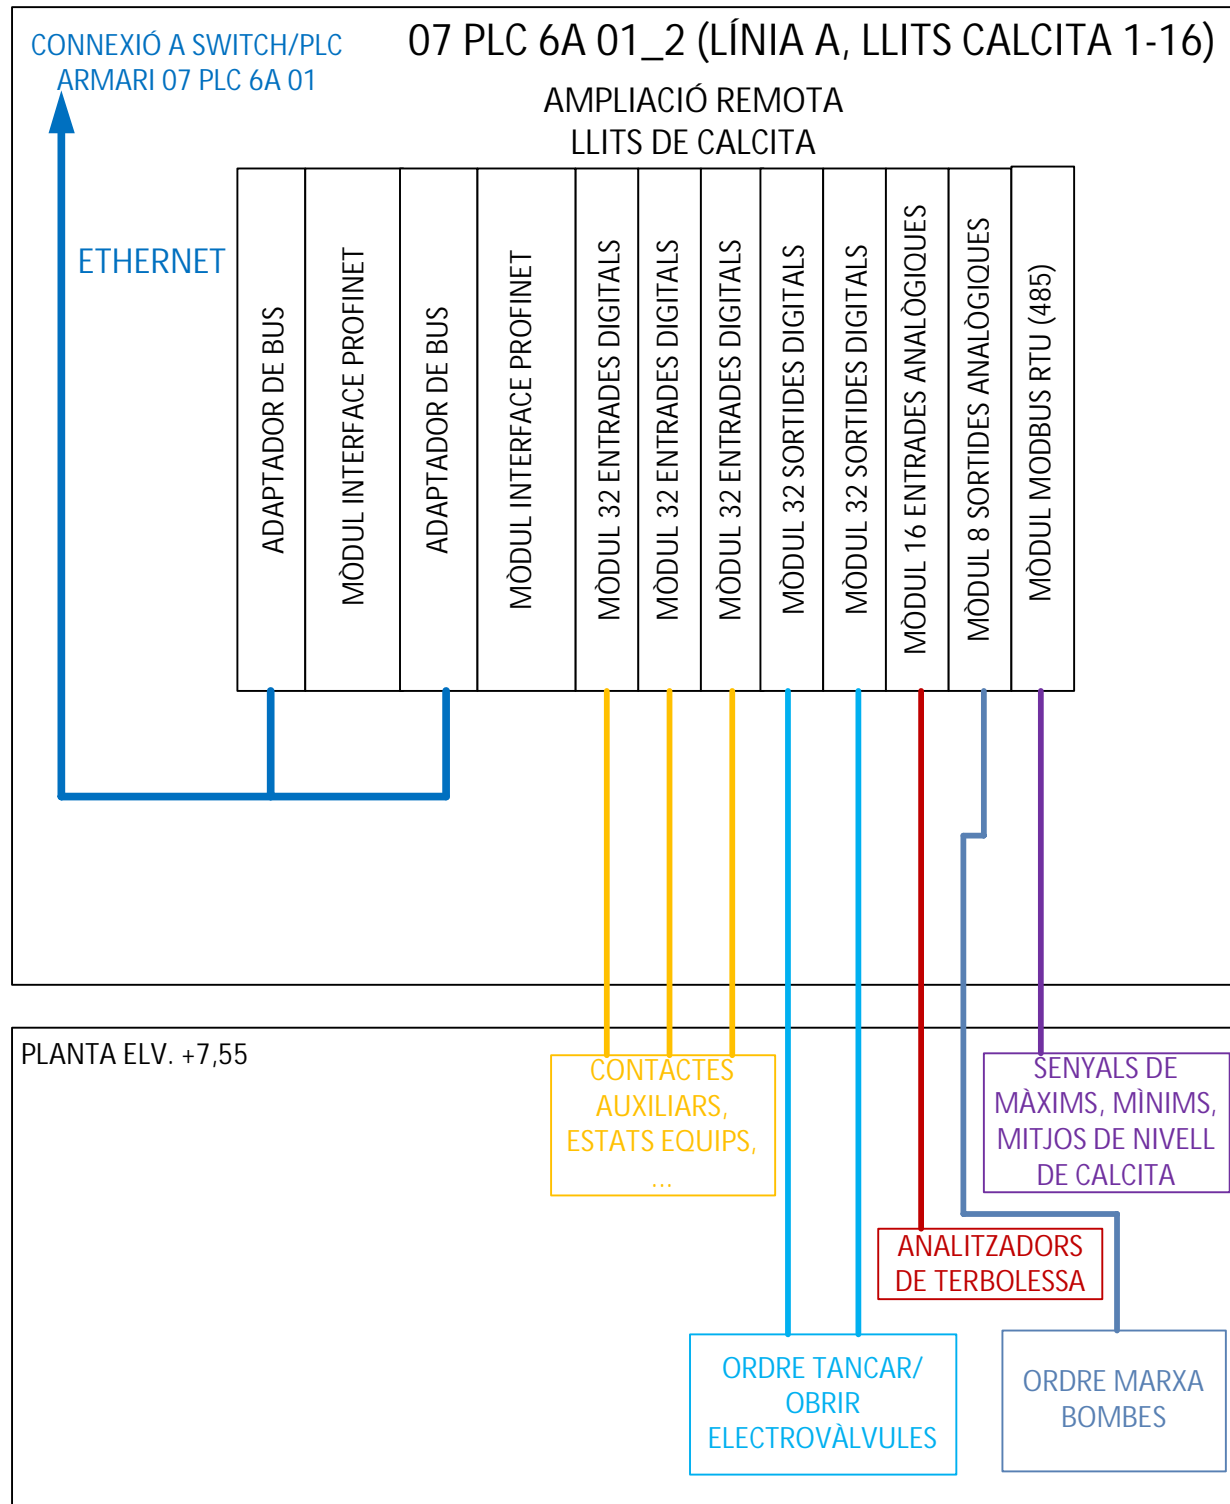 CONNEXIÓ A SWITCH/PLC
ARMARI 07 PLC 6A 01
07 PLC 6A 01_2 (LÍNIA A, LLITS CALCITA 1-16)
AMPLIACIÓ REMOTA
LLITS DE CALCITA
ETHERNET
ADAPTADOR DE BUS
MÒDUL INTERFACE PROFINET
ADAPTADOR DE BUS
MÒDUL INTERFACE PROFINET
MÒDUL 32 ENTRADES DIGITALS
MÒDUL 32 ENTRADES DIGITALS
MÒDUL 32 ENTRADES DIGITALS
MÒDUL 32 SORTIDES DIGITALS
MÒDUL 32 SORTIDES DIGITALS
MÒDUL 16 ENTRADES ANALÒGIQUES
MÒDUL 8 SORTIDES ANALÒGIQUES
MÒDUL MODBUS RTU (485)
PLANTA ELV. +7,55
CONTACTES
AUXILIARS,
ESTATS EQUIPS,
...
SENYALS DE
MÀXIMS, MÌNIMS,
MITJOS DE NIVELL
DE CALCITA
ANALITZADORS
DE TERBOLESSA
ORDRE TANCAR/
OBRIR
ELECTROVÀLVULES
ORDRE MARXA
BOMBES